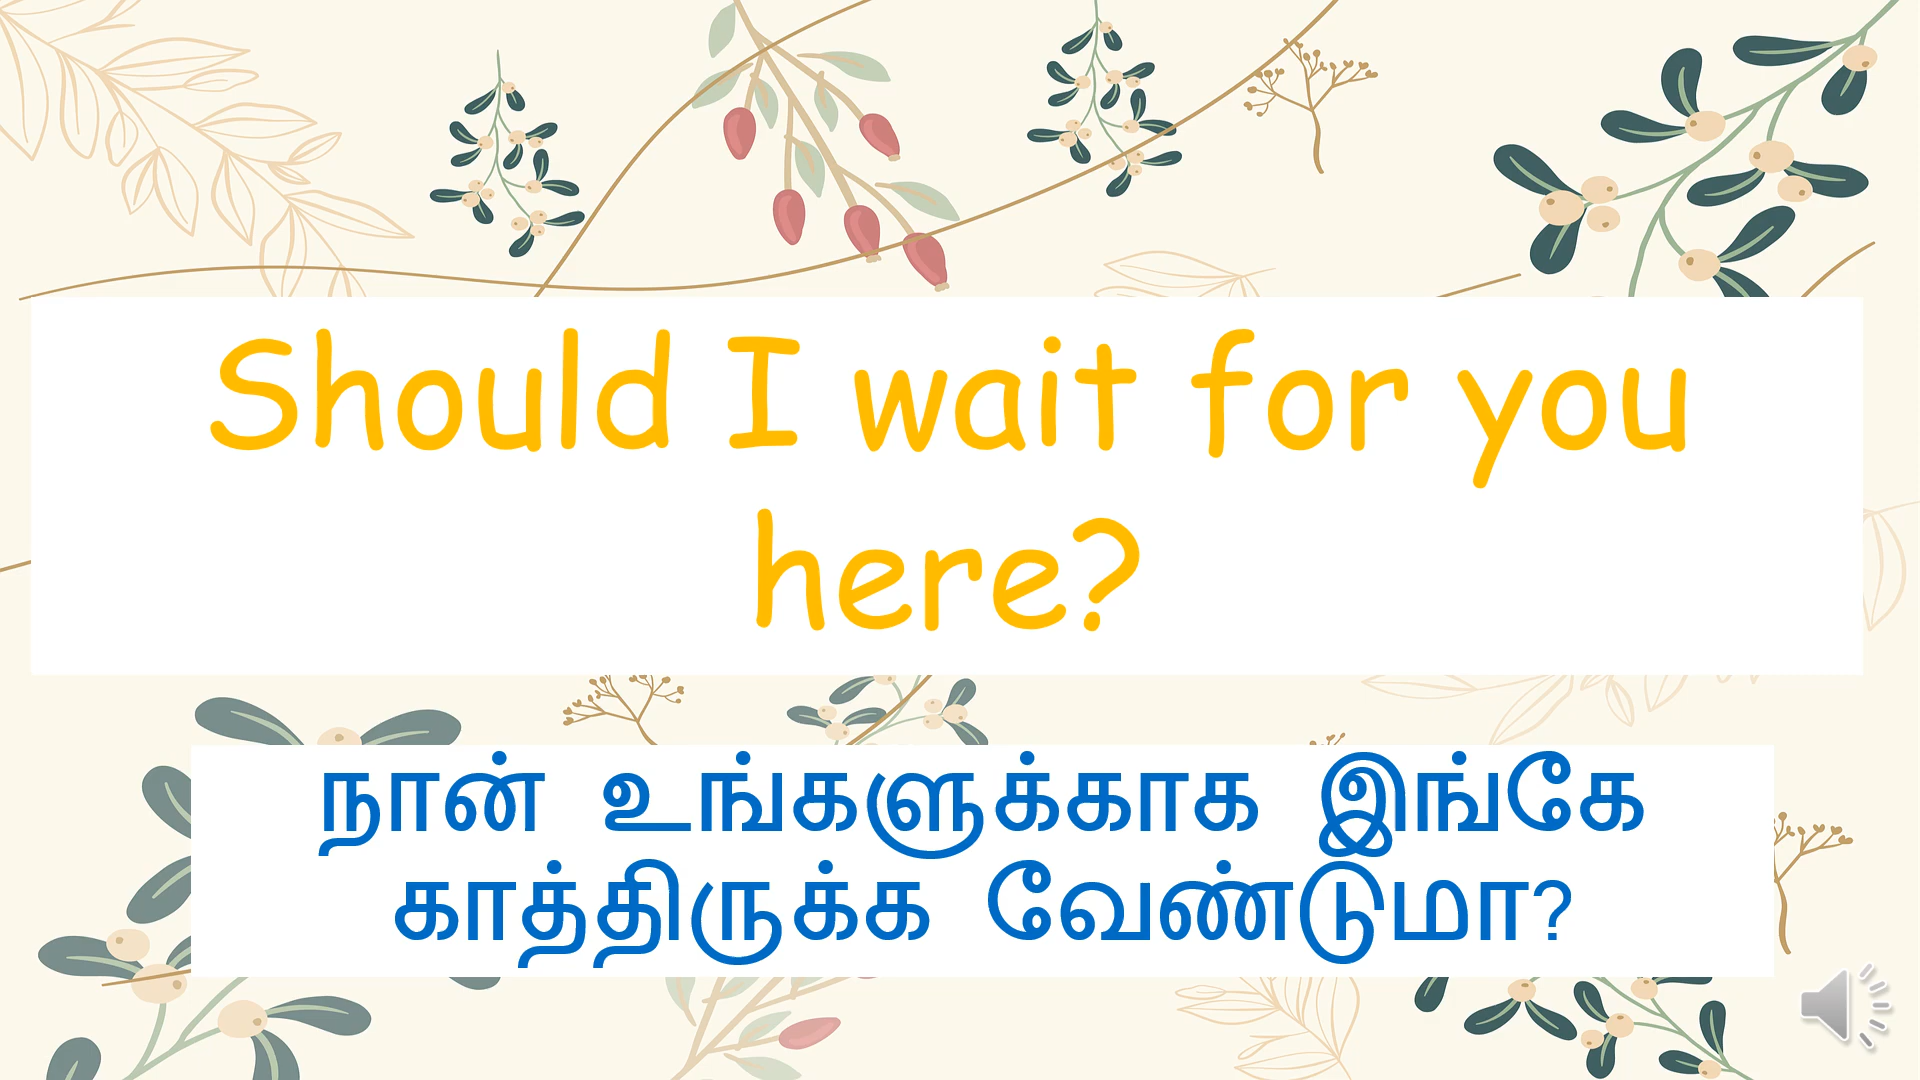 Should I wait for you
here?
நான் உங்களுக்காக இங்கே
காத்திருக்க வேண்டுமா?